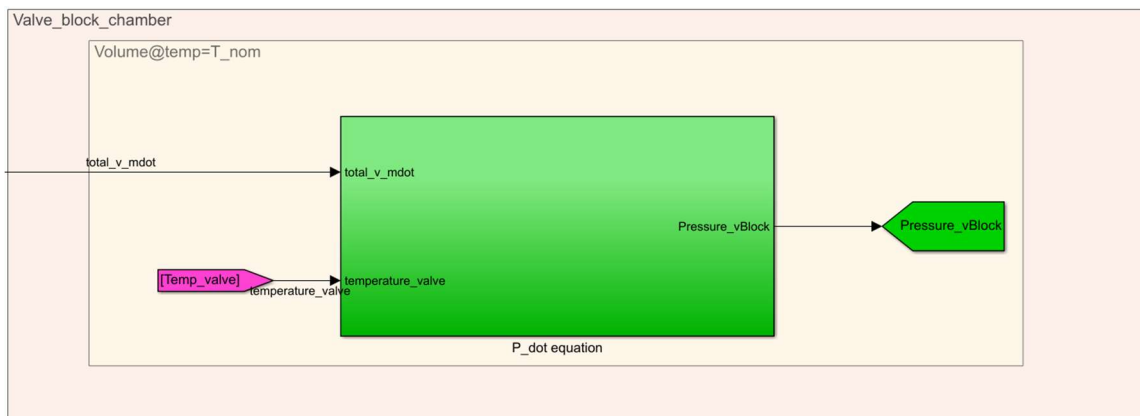 Valve_block_chamber
Volume@temp=T_nom
total_v_mdot
total_v_mdot
Pressure_vBlock
Pressure_vBlock
[Temp_valve]
temperature_valve
temperature_valve
P_dot equation